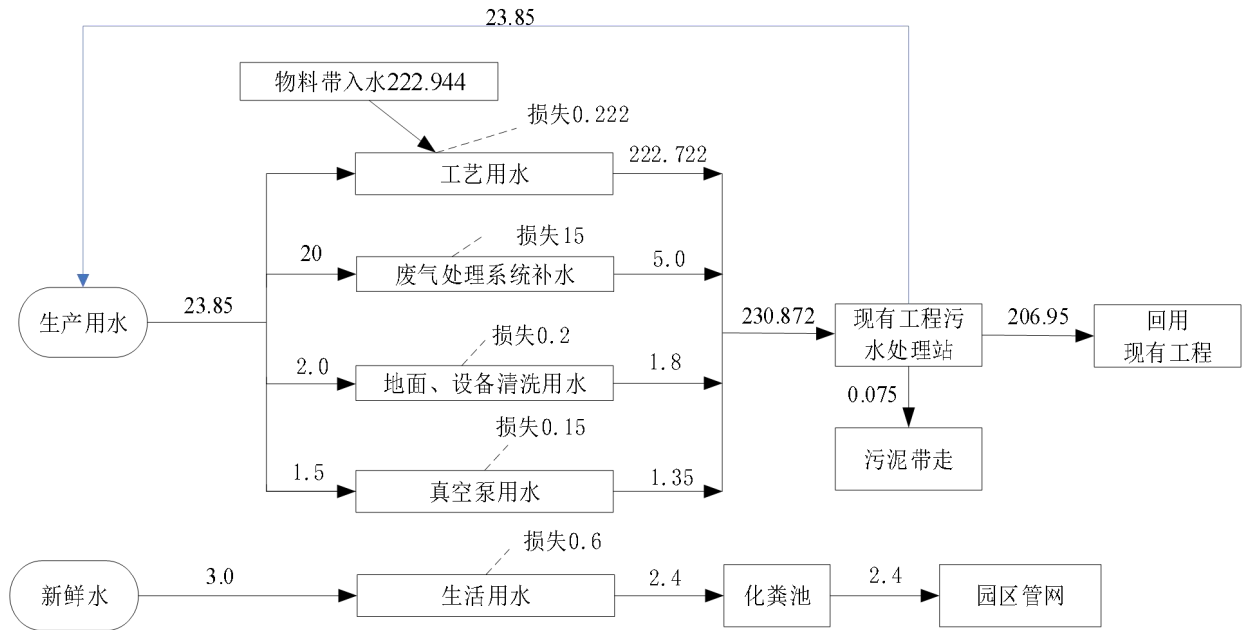 23.85
物料带入水222.944
损失0.222
工艺用水
222.722
损失15
20
废气处理系统补水
5.0
生产用水
23.85
230.872
现有工程污
水处理站
206.95
回用
现有工程
损失0.2
2.0
地面、设备清洗用水
1.8
0.075
污泥带走
损失0.15
1.5
真空泵用水
1.35
损失0.6
新鲜水
3.0
生活用水
2.4
化粪池
2.4
园区管网